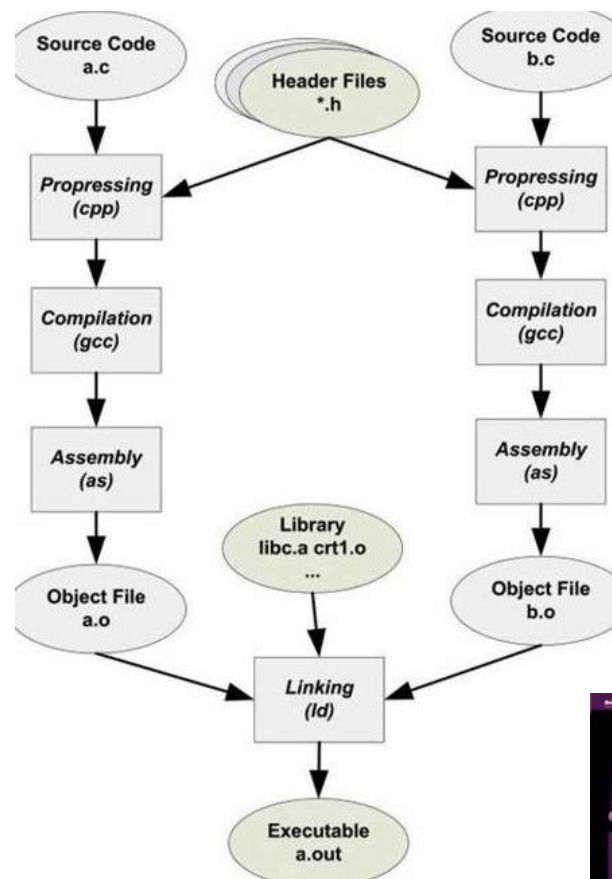 Source Code
a.c
Header Files
*.h
Source Code
b.c
Propressing
(cpp)
Propressing
(cpp)
Compilation
(gcc)
Compilation
(gcc)
Assembly
(as)
Assembly
(as)
Library
libc.a crt1.o
...
Object File
a.o
Object File
b.o
Linking
(ld)
Executable
a.out